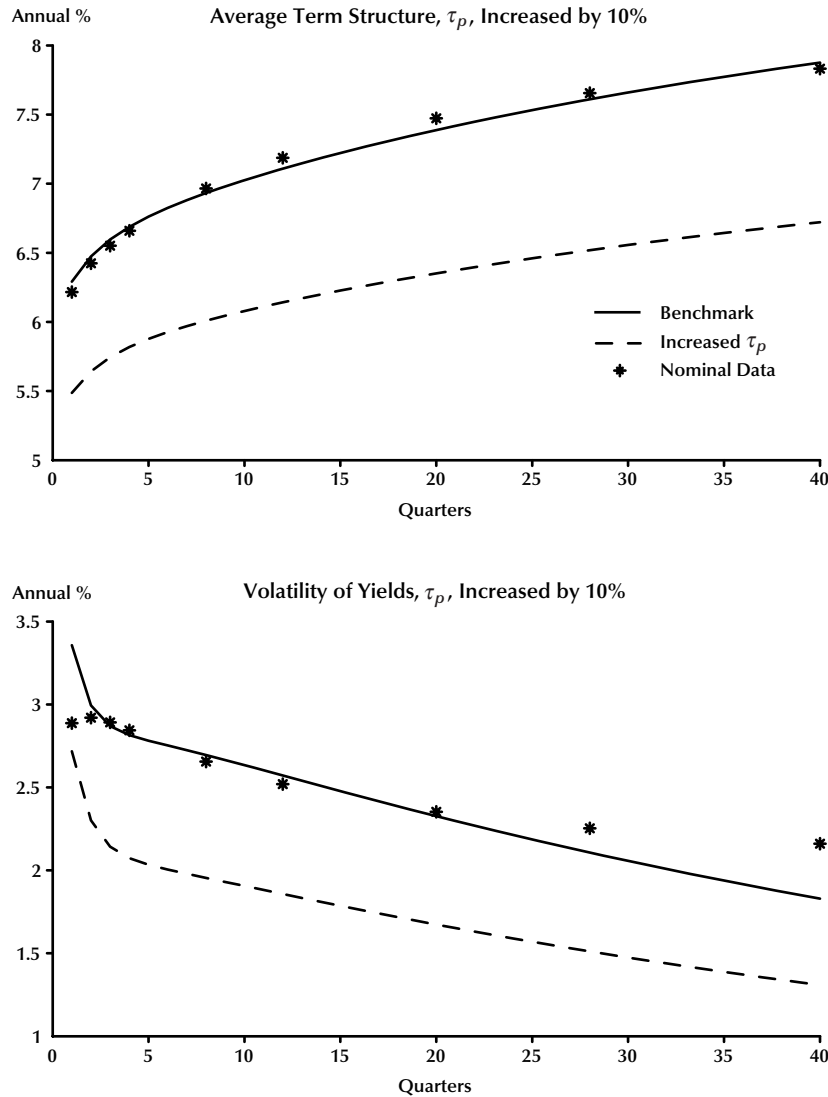 Annual %
Average Term Structure, τp, Increased by 10%
8
7.5
7
6.5
6
5.5
5
Benchmark
Increased τp
Nominal Data
0 5 10 15 20 25 30 35 40
Quarters
Annual %
Volatility of Yields, τp, Increased by 10%
3.5
3
2.5
2
1.5
1
0 5 10 15 20 25 30 35 40
Quarters